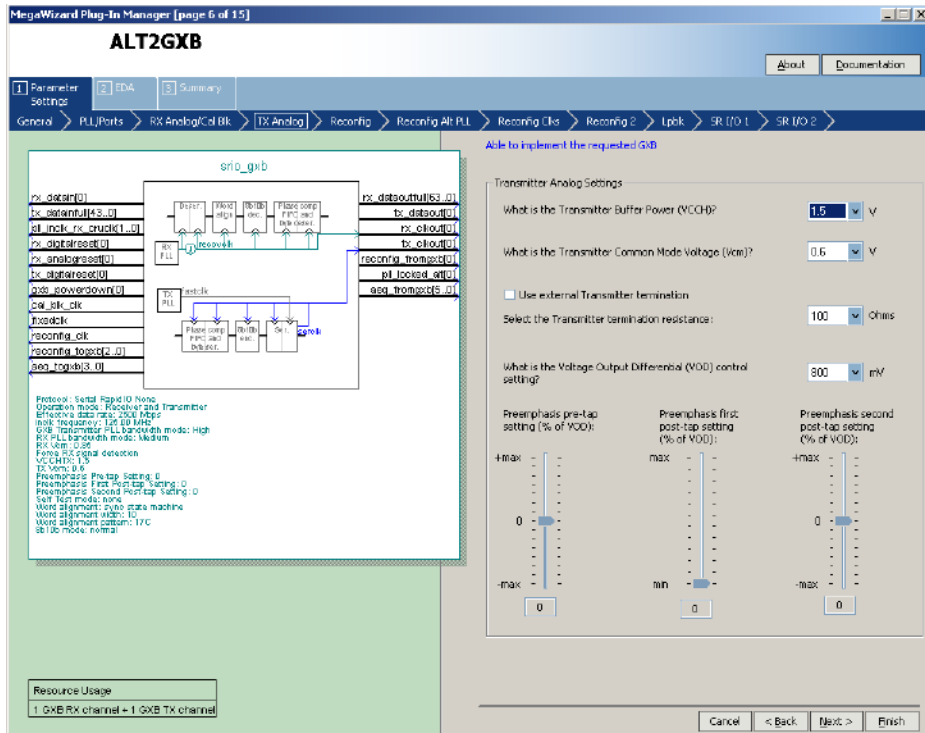 MegaWizard Plug-In Manager [page 6 of 15]
ALT2GXB
About
Documentation
1 Parameter Settings
2 EDA
3 Summary
General
PLL/Ports
RX Analog/Cal Blk
TX Analog
Reconfig
Reconfig Alt PLL
Reconfig Clks
Reconfig 2
Lpbk
SR I/O 1
SR I/O 2
Able to implement the requested GXB
srio_gxb
rx_datain[0]
tx_datainfull[43..0]
pll_inclk_rx_cruclk[1..0]
rx_digitalreset[0]
rx_analogreset[0]
tx_digitalreset[0]
gxb_powerdown[0]
cal_blk_clk
fixedclk
reconfig_clk
reconfig_togxb[2..0]
aeq_togxb[3..0]
rx_dataoutfull[63..0]
tx_dataout[0]
rx_clkout[0]
tx_clkout[0]
reconfig_fromgxb[0]
pll_locked_alt[0]
aeq_fromgxb[5..0]
Deser.
Word align
8b10b dec.
Phase comp FIFO and byte deser.
RX PLL
recovclk
TX PLL
fastclk
Phase comp FIFO and byte ser.
8b10b enc.
Ser.
Protocol: Serial RapidIO None
Operation mode: Receiver and Transmitter
Effective data rate: 2500 Mbps
Inclk frequency: 125.00 MHz
GXB Transmitter PLL bandwidth mode: High
RX PLL bandwidth mode: Medium
RX Vcm: 0.85
Force RX signal detection
VCCHTX: 1.5
TX Vcm: 0.6
Preemphasis Pre-tap Setting: 0
Preemphasis First Post-tap Setting: 0
Preemphasis Second Post-tap Setting: 0
Self Test mode: none
Word alignment: sync state machine
Word alignment width: 10
Word alignment pattern: 17C
8b10b mode: normal
Resource Usage
1 GXB RX channel + 1 GXB TX channel
Transmitter Analog Settings
What is the Transmitter Buffer Power (VCCH)?
1.5
V
What is the Transmitter Common Mode Voltage (Vcm)?
0.6
V
Use external Transmitter termination
Select the Transmitter termination resistance:
100
Ohms
What is the Voltage Output Differential (VOD) control setting?
800
mV
Preemphasis pre-tap setting (% of VOD):
+max
0
-max
0
Preemphasis first post-tap setting (% of VOD):
max
min
0
Preemphasis second post-tap setting (% of VOD):
+max
0
-max
0
Cancel
< Back
Next >
Finish